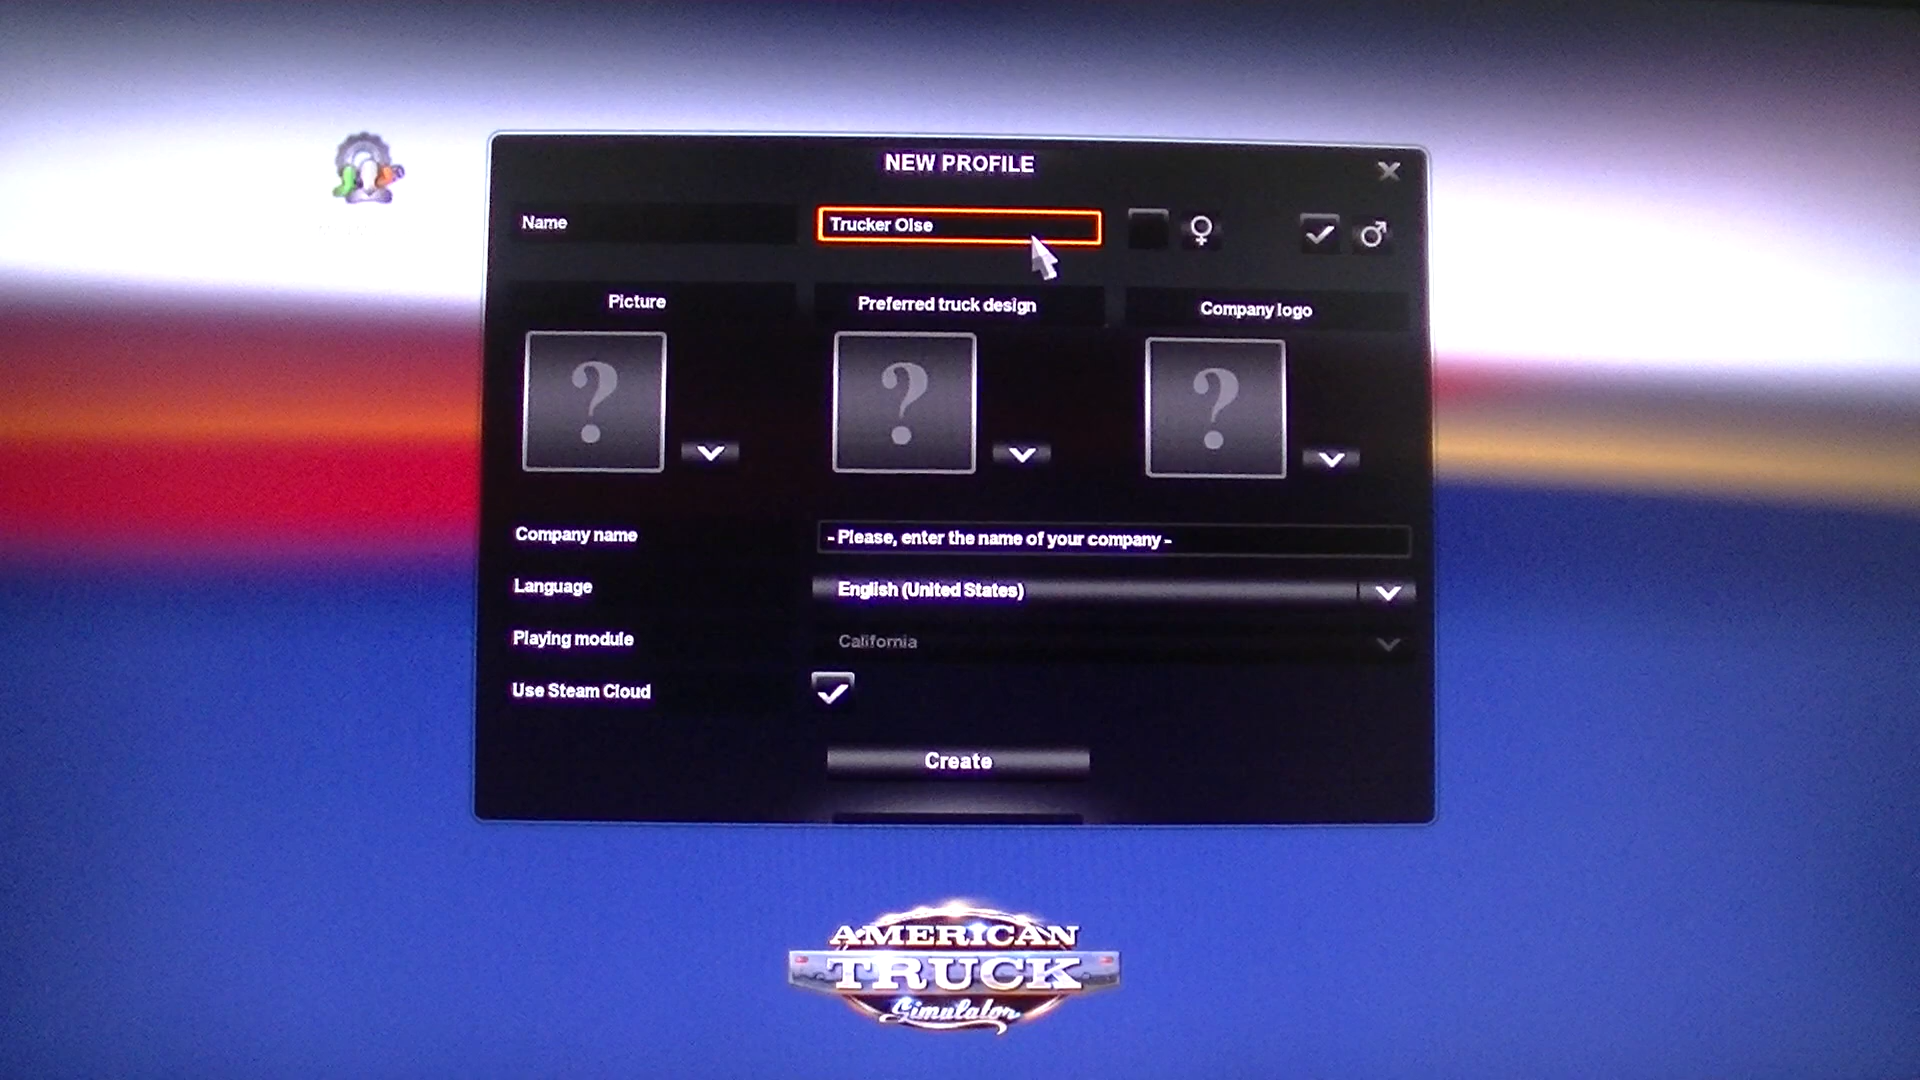 NEW PROFILE
Name
Trucker Olse
Picture
Preferred truck design
Company logo
?
?
?
Company name
- Please, enter the name of your company -
Language
English (United States)
Playing module
California
Use Steam Cloud
Create
AMERICAN
TRUCK
Simulator